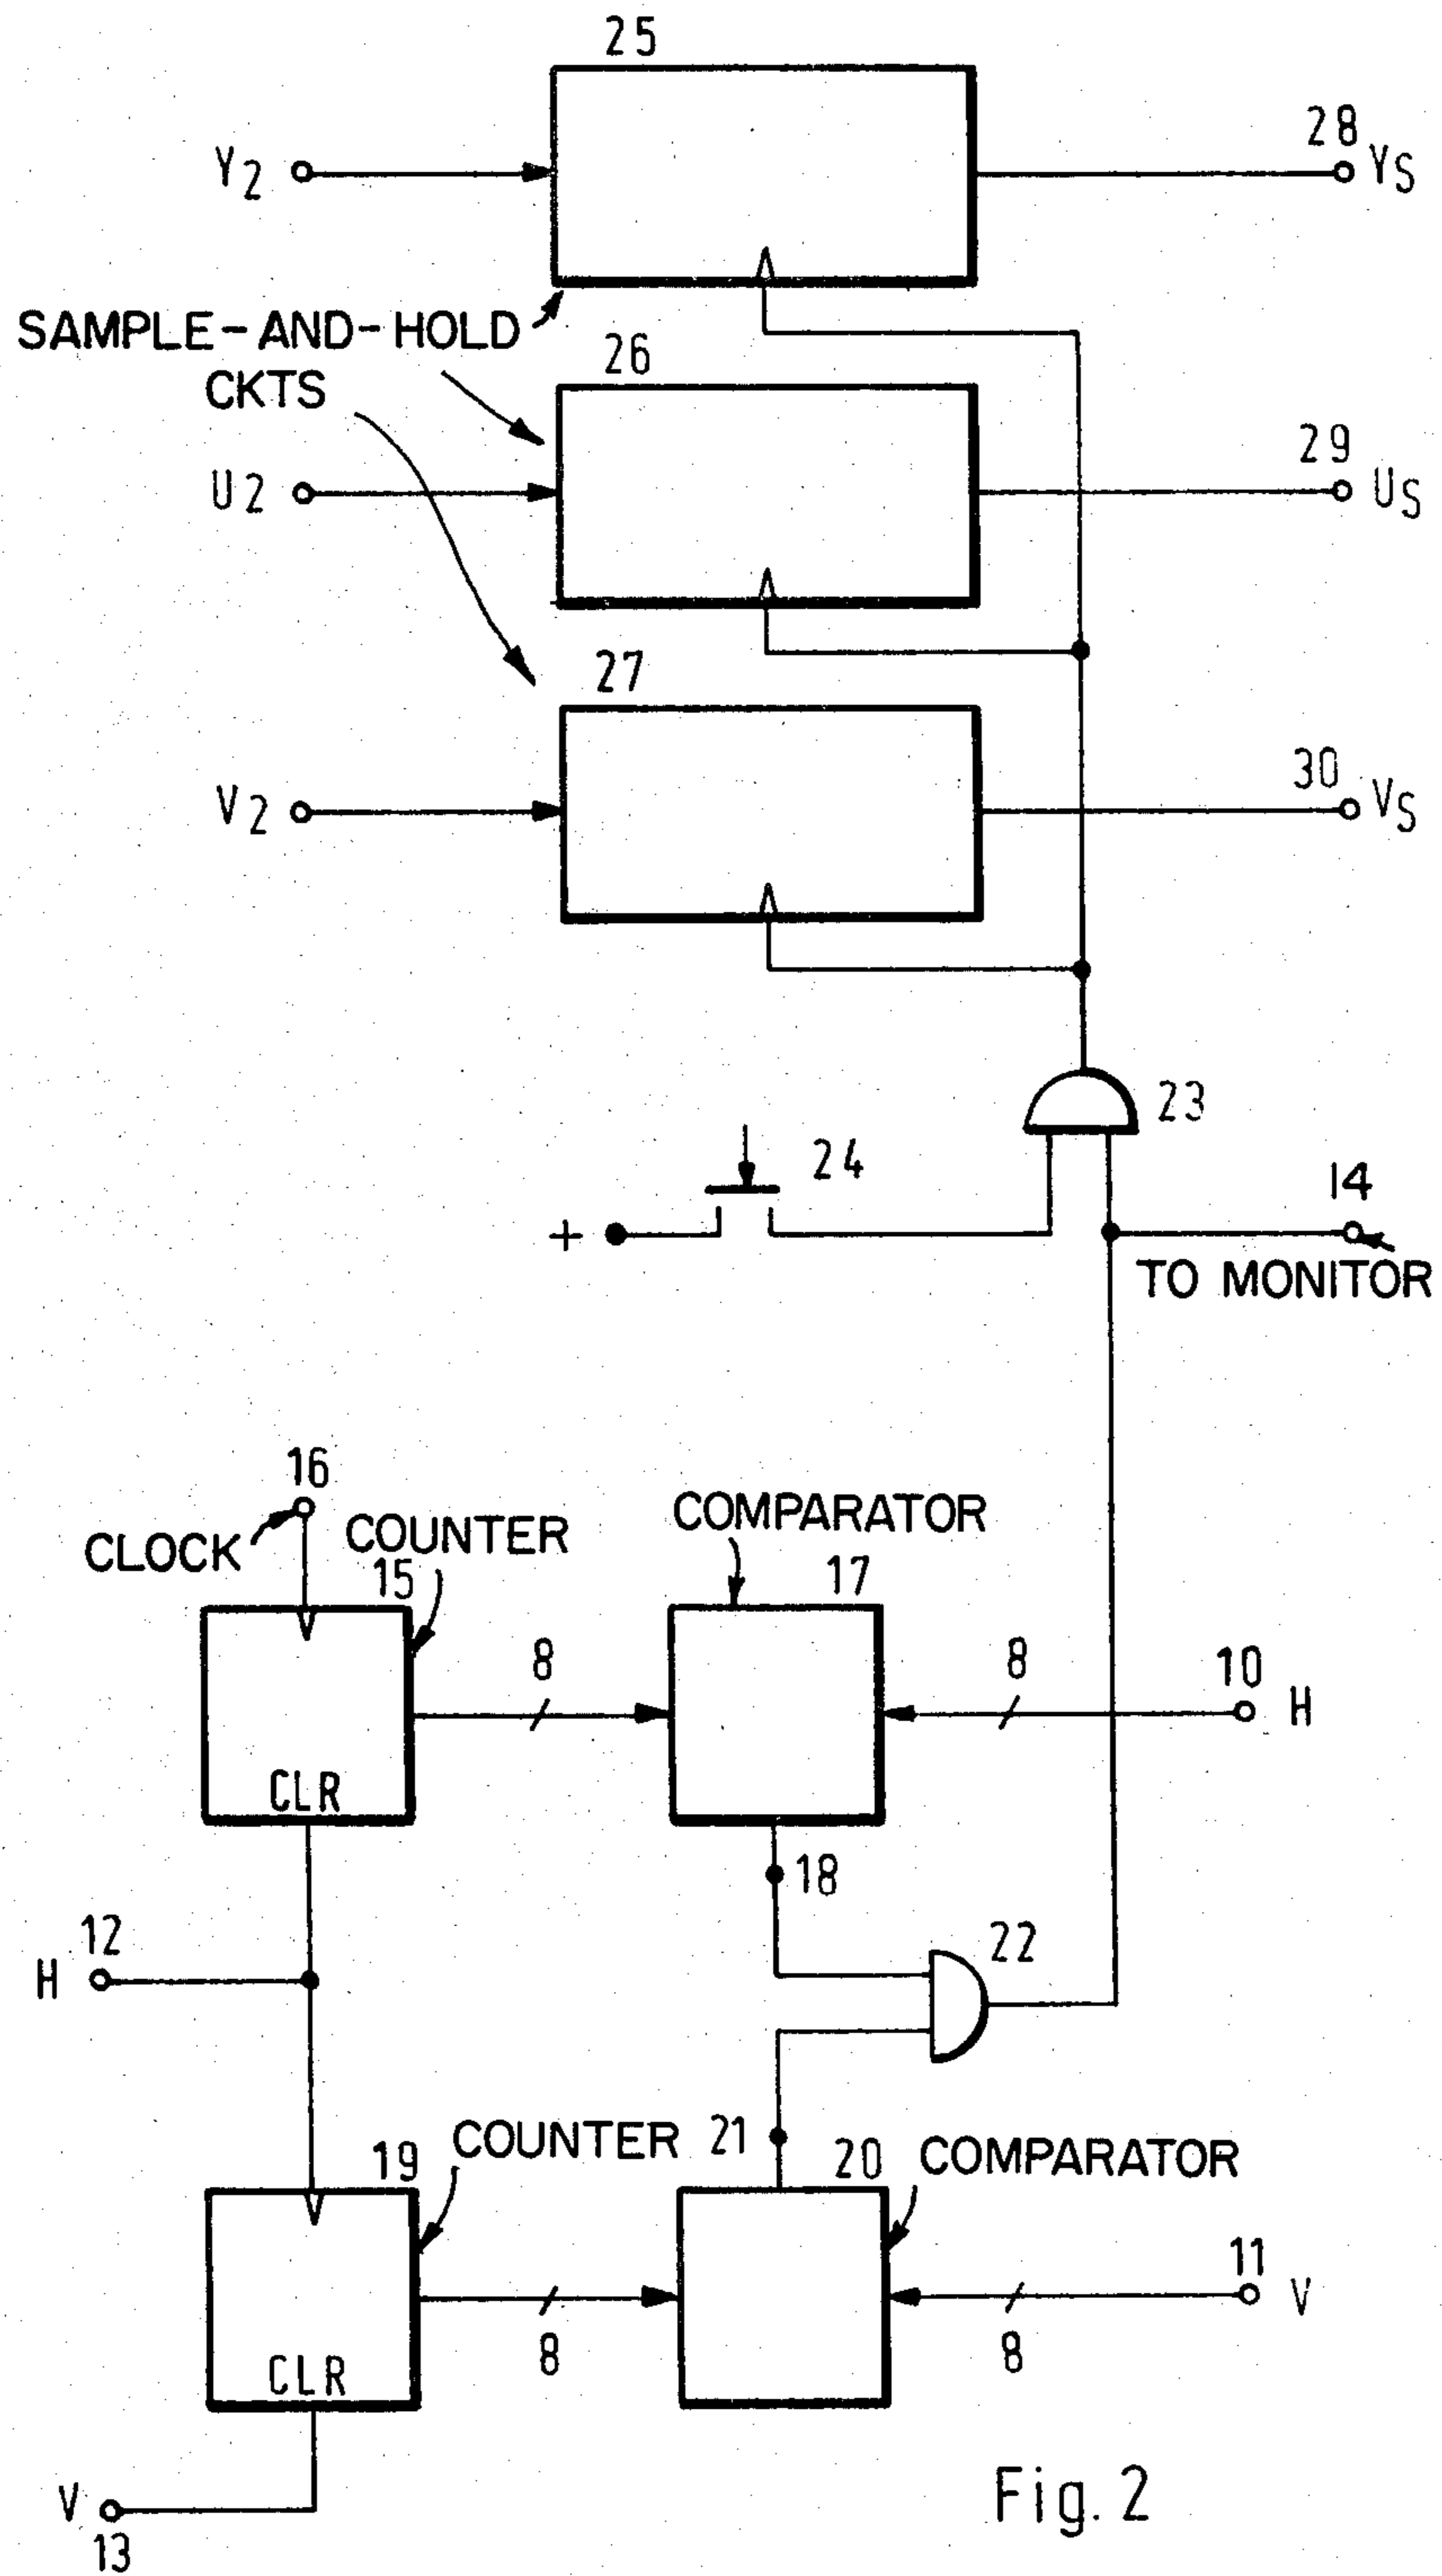 25
Y2
28
YS
SAMPLE-AND-HOLD
CKTS
26
U2
29
US
27
V2
30
VS
23
24
+
14
TO MONITOR
16
CLOCK
COUNTER
15
COMPARATOR
17
8
8
10
H
CLR
18
12
H
22
21
19
COUNTER
20
COMPARATOR
11
V
8
8
CLR
V
13
Fig. 2